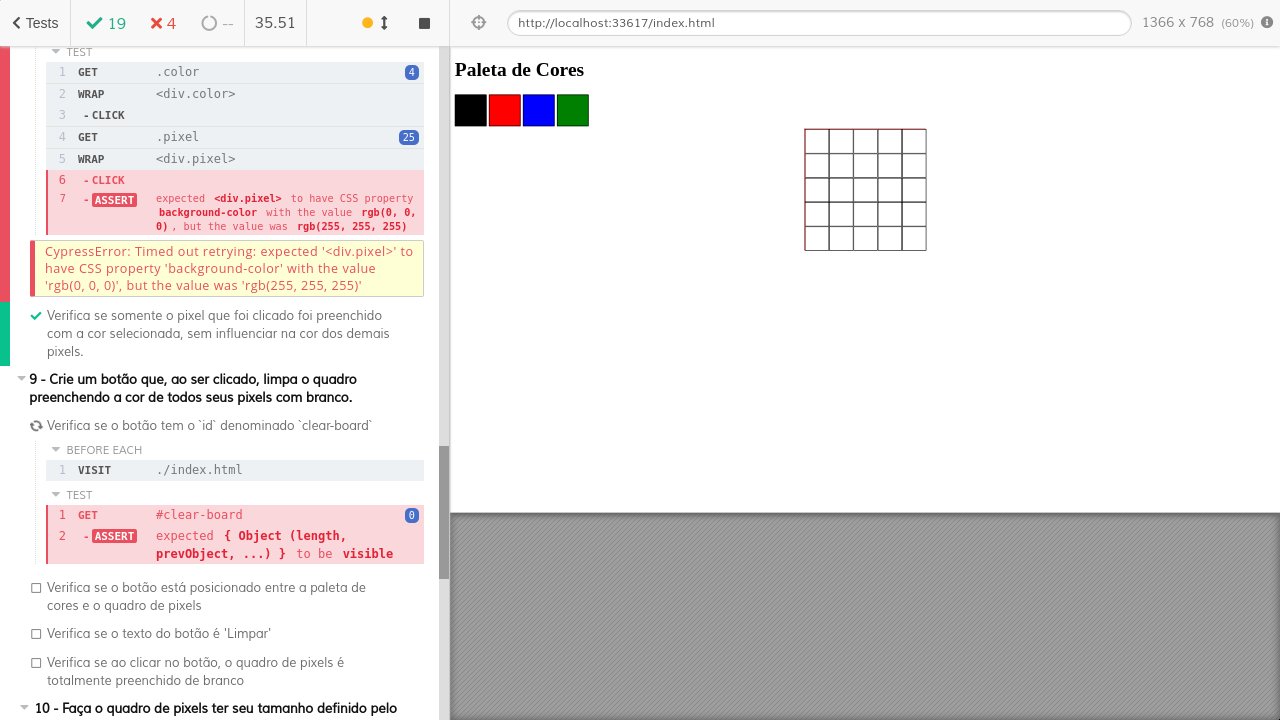 Tests
19
4
--
35.51
http://localhost:33617/index.html
1366 x 768 (60%)
TEST
1 GET .color 4
2 WRAP <div.color>
3 - CLICK
4 GET .pixel 25
5 WRAP <div.pixel>
6 - CLICK
7 - ASSERT expected <div.pixel> to have CSS property
background-color with the value rgb(0, 0,
0) , but the value was rgb(255, 255, 255)
CypressError: Timed out retrying: expected '<div.pixel>' to
have CSS property 'background-color' with the value
'rgb(0, 0, 0)', but the value was 'rgb(255, 255, 255)'
Verifica se somente o pixel que foi clicado foi preenchido
com a cor selecionada, sem influenciar na cor dos demais
pixels.
9 - Crie um botão que, ao ser clicado, limpa o quadro
preenchendo a cor de todos seus pixels com branco.
Verifica se o botão tem o `id` denominado `clear-board`
BEFORE EACH
1 VISIT ./index.html
TEST
1 GET #clear-board 0
2 - ASSERT expected { Object (length,
prevObject, ...) } to be visible
Verifica se o botão está posicionado entre a paleta de
cores e o quadro de pixels
Verifica se o texto do botão é 'Limpar'
Verifica se ao clicar no botão, o quadro de pixels é
totalmente preenchido de branco
10 - Faça o quadro de pixels ter seu tamanho definido pelo
Paleta de Cores